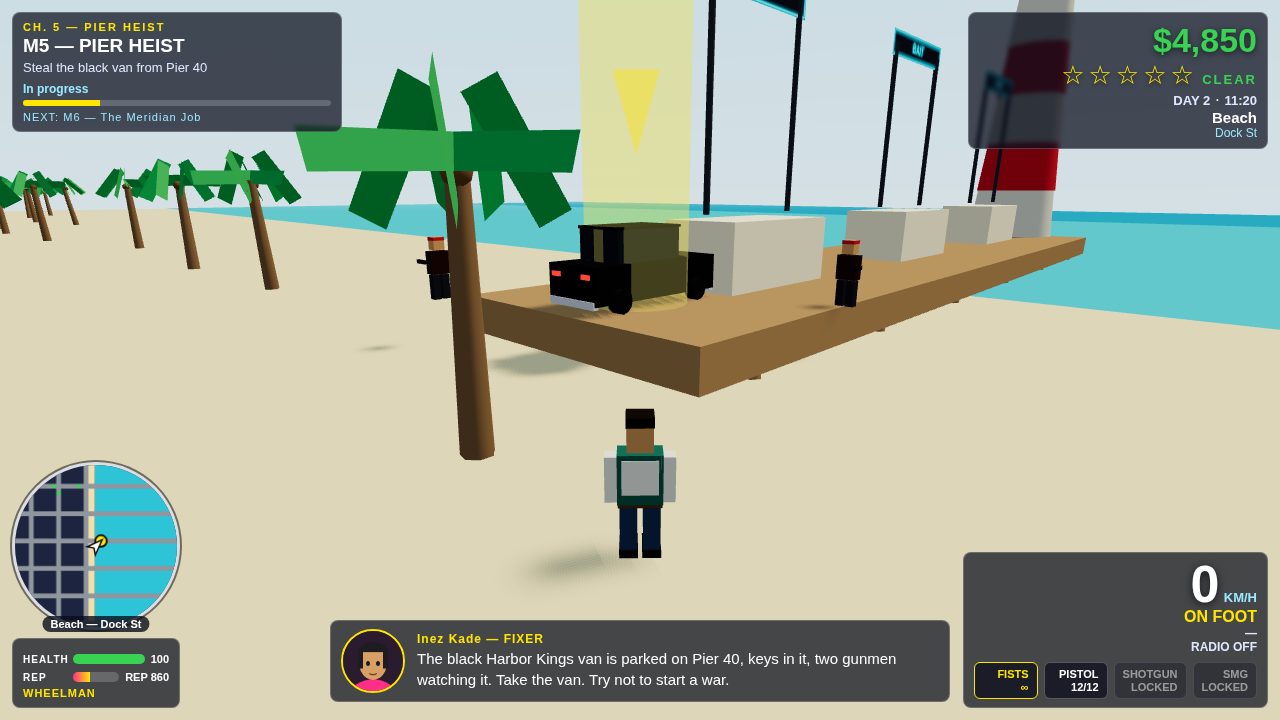 CH. 5 — PIER HEIST
M5 — PIER HEIST
Steal the black van from Pier 40
In progress
NEXT: M6 — The Meridian Job
$4,850
☆☆☆☆☆ CLEAR
DAY 2 · 11:20
Beach
Dock St
BAIT
Beach — Dock St
HEALTH 100
REP REP 860
WHEELMAN
Inez Kade — FIXER
The black Harbor Kings van is parked on Pier 40, keys in it, two gunmen
watching it. Take the van. Try not to start a war.
0 KM/H
ON FOOT
—
RADIO OFF
FISTS
∞
PISTOL
12/12
SHOTGUN
LOCKED
SMG
LOCKED